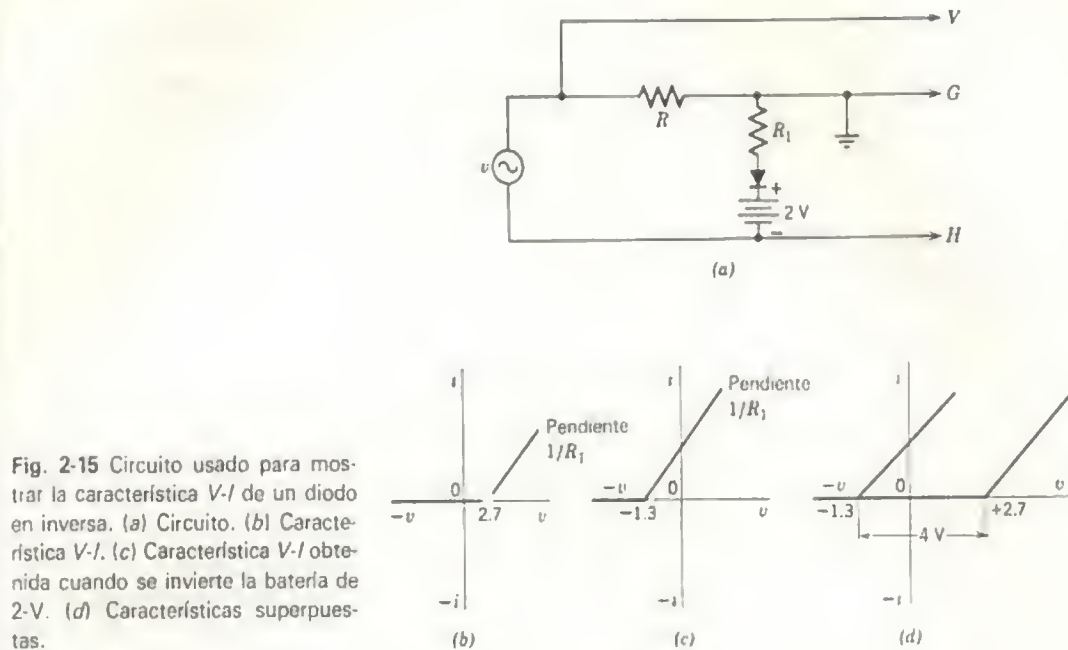 V
R
G
R₁
υ
+
2 V
−
H
(a)
Fig. 2-15 Circuito usado para mos-
trar la característica V-I de un diodo
en inversa. (a) Circuito. (b) Caracte-
rística V-I. (c) Característica V-I obte-
nida cuando se invierte la batería de
2-V. (d) Características superpues-
tas.
i
Pendiente
1/R₁
0
−υ
2.7
υ
−i
(b)
i
Pendiente
1/R₁
−υ
0
−1.3
υ
−i
(c)
i
−υ
0
υ
−1.3
+2.7
4 V
−i
(d)